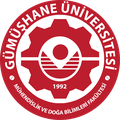 GÜMÜŞHANE ÜNİVERSİTESİ
1992
MÜHENDİSLİK VE DOĞA BİLİMLERİ FAKÜLTESİ